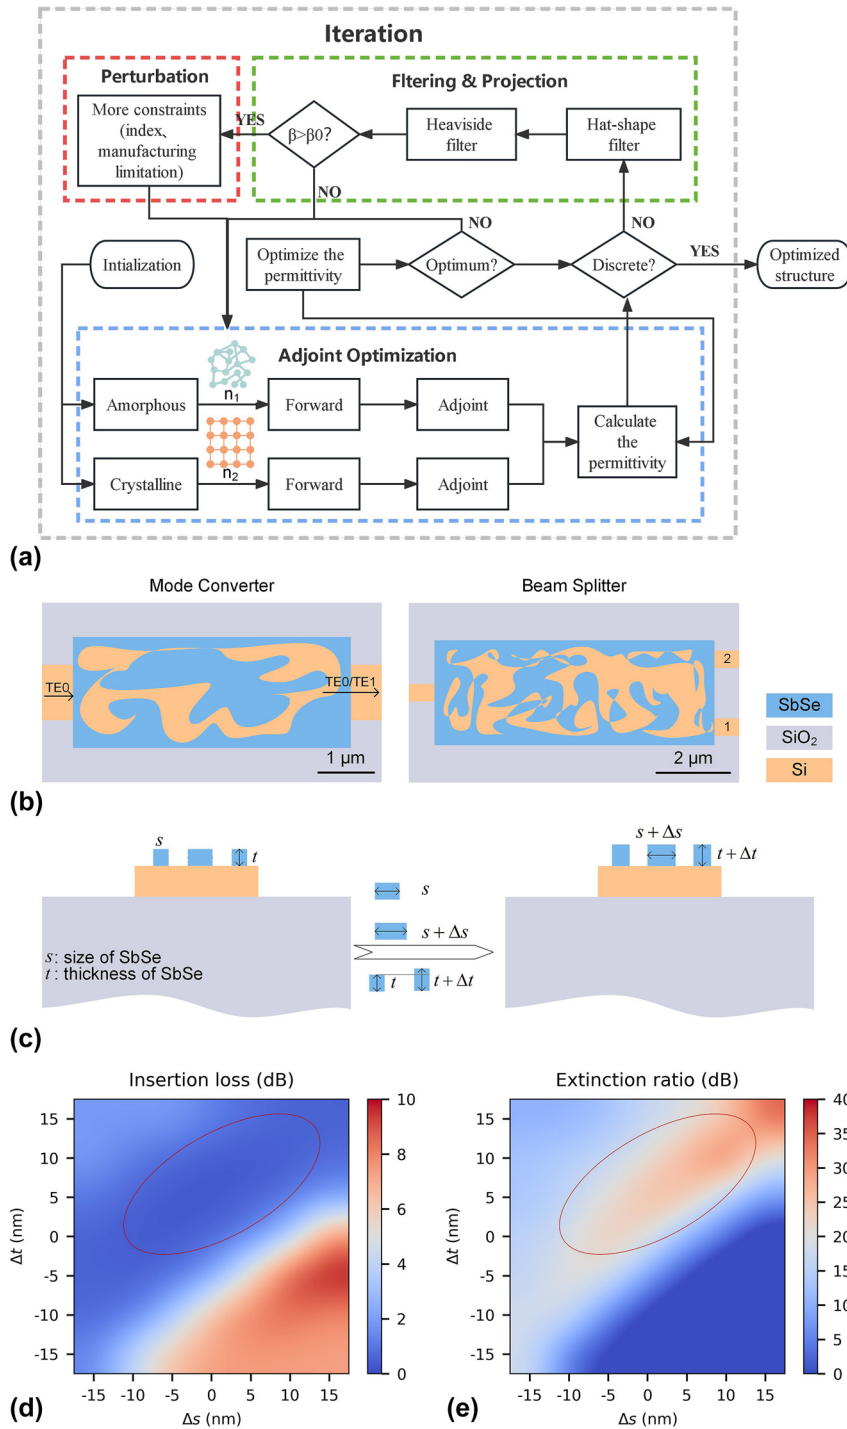 Iteration
Perturbation
Fltering & Projection
More constraints
(index、
manufacturing
limitation)
YES
β>β0?
Heaviside
filter
Hat-shape
filter
NO
NO
NO
Intialization
Optimize the
permittivity
Optimum?
Discrete?
YES
Optimized
structure
Adjoint Optimization
Amorphous
n1
Forward
Adjoint
Calculate
the
permittivity
Crystalline
n2
Forward
Adjoint
(a)
Mode Converter
Beam Splitter
TE0
TE0/TE1
1 μm
2
1
2 μm
SbSe
SiO2
Si
(b)
s
t
s
s + Δs
t
t + Δt
s + Δs
t + Δt
s: size of SbSe
t: thickness of SbSe
(c)
Insertion loss (dB)
15
10
5
0
-5
-10
-15
Δt (nm)
-15 -10 -5 0 5 10 15
Δs (nm)
10
8
6
4
2
0
(d)
Extinction ratio (dB)
15
10
5
0
-5
-10
-15
Δt (nm)
-15 -10 -5 0 5 10 15
Δs (nm)
40
35
30
25
20
15
10
5
0
(e)